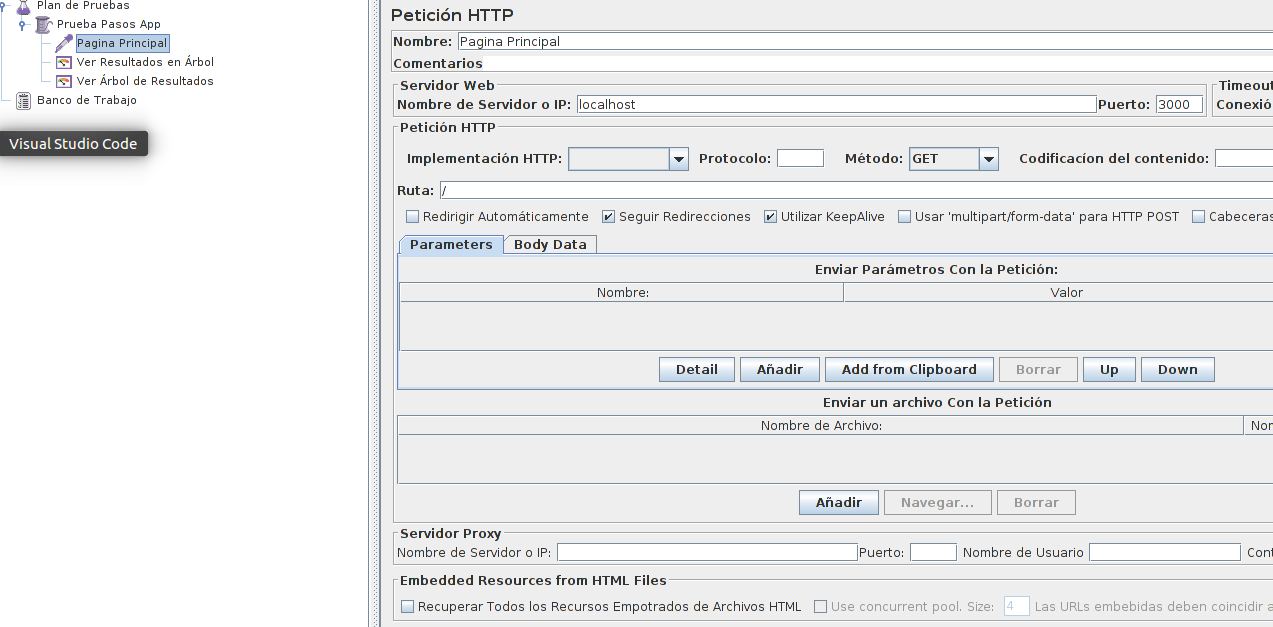 Plan de Pruebas
Prueba Pasos App
Pagina Principal
Ver Resultados en Árbol
Ver Árbol de Resultados
Banco de Trabajo
Visual Studio Code
Petición HTTP
Nombre: Pagina Principal
Comentarios
Servidor Web
Nombre de Servidor o IP: localhost Puerto: 3000
Timeout
Conexió
Petición HTTP
Implementación HTTP: Protocolo: Método: GET Codificacíon del contenido:
Ruta: /
Redirigir Automáticamente Seguir Redirecciones Utilizar KeepAlive Usar 'multipart/form-data' para HTTP POST Cabeceras
Parameters Body Data
Enviar Parámetros Con la Petición:
Nombre: Valor
Detail Añadir Add from Clipboard Borrar Up Down
Enviar un archivo Con la Petición
Nombre de Archivo: Nor
Añadir Navegar... Borrar
Servidor Proxy
Nombre de Servidor o IP: Puerto: Nombre de Usuario Cont
Embedded Resources from HTML Files
Recuperar Todos los Recursos Empotrados de Archivos HTML Use concurrent pool. Size: 4 Las URLs embebidas deben coincidir a